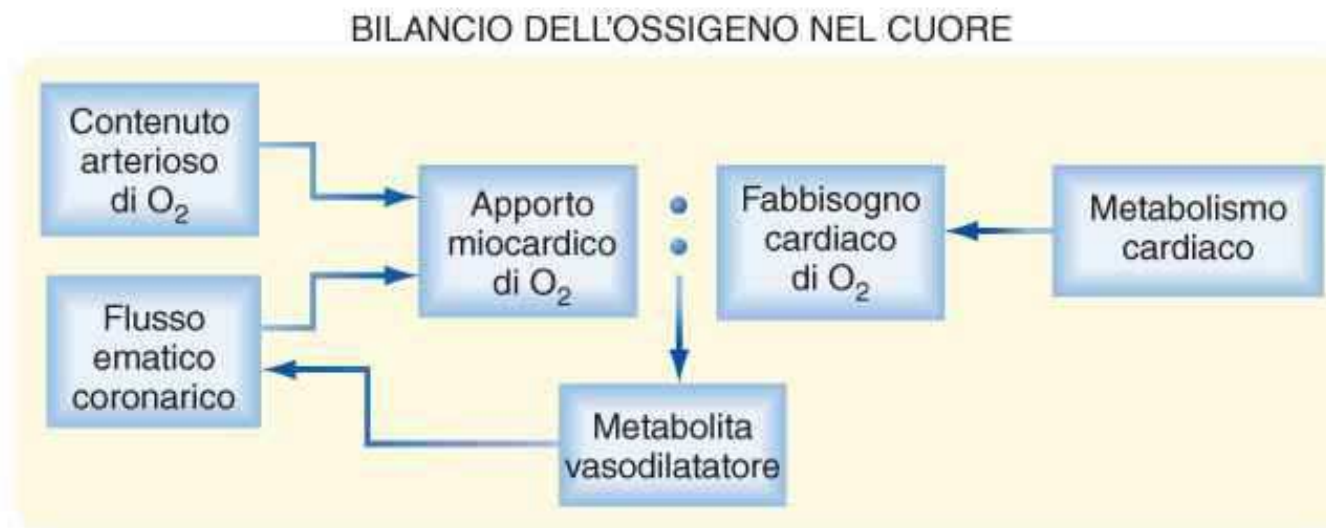 BILANCIO DELL'OSSIGENO NEL CUORE
Contenuto
arterioso
di O₂
Apporto
miocardico
di O₂
Fabbisogno
cardiaco
di O₂
Metabolismo
cardiaco
Flusso
ematico
coronarico
Metabolita
vasodilatatore